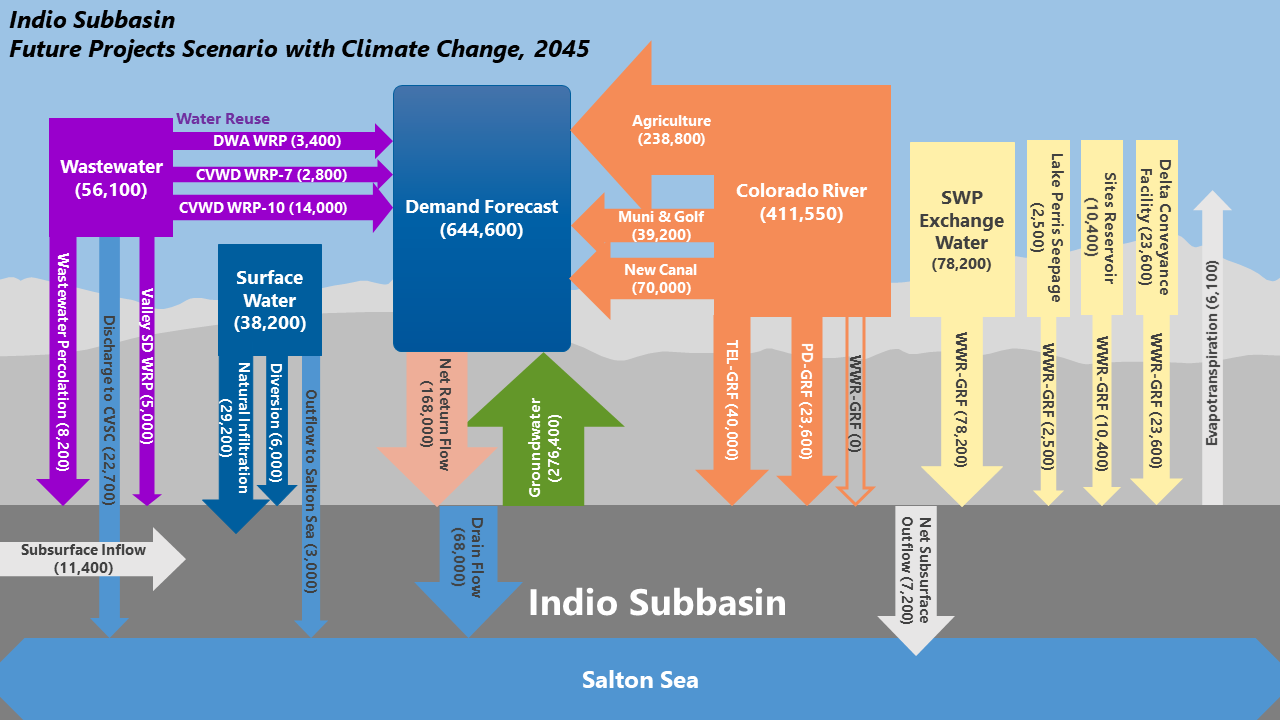 Indio Subbasin
Future Projects Scenario with Climate Change, 2045
Water Reuse
DWA WRP (3,400)
CVWD WRP-7 (2,800)
CVWD WRP-10 (14,000)
Wastewater
(56,100)
Wastewater Percolation (8,200)
Discharge to CVSC (22,700)
Valley SD WRP (5,000)
Surface
Water
(38,200)
Natural Infiltration
(29,200)
Diversion (6,000)
Outflow to Salton Sea (3,000)
Demand Forecast
(644,600)
Net Return Flow
(168,000)
Groundwater
(276,400)
Agriculture
(238,800)
Muni & Golf
(39,200)
New Canal
(70,000)
Colorado River
(411,550)
TEL-GRF (40,000)
PD-GRF (23,600)
WWR-GRF (0)
SWP
Exchange
Water
(78,200)
WWR-GRF (78,200)
Lake Perris Seepage
(2,500)
WWR-GRF (2,500)
Sites Reservoir
(10,400)
WWR-GRF (10,400)
Delta Conveyance
Facility (23,600)
WWR-GRF (23,600)
Evapotranspiration (6,100)
Subsurface Inflow
(11,400)
Drain Flow
(68,000)
Net Subsurface
Outflow (7,200)
Indio Subbasin
Salton Sea